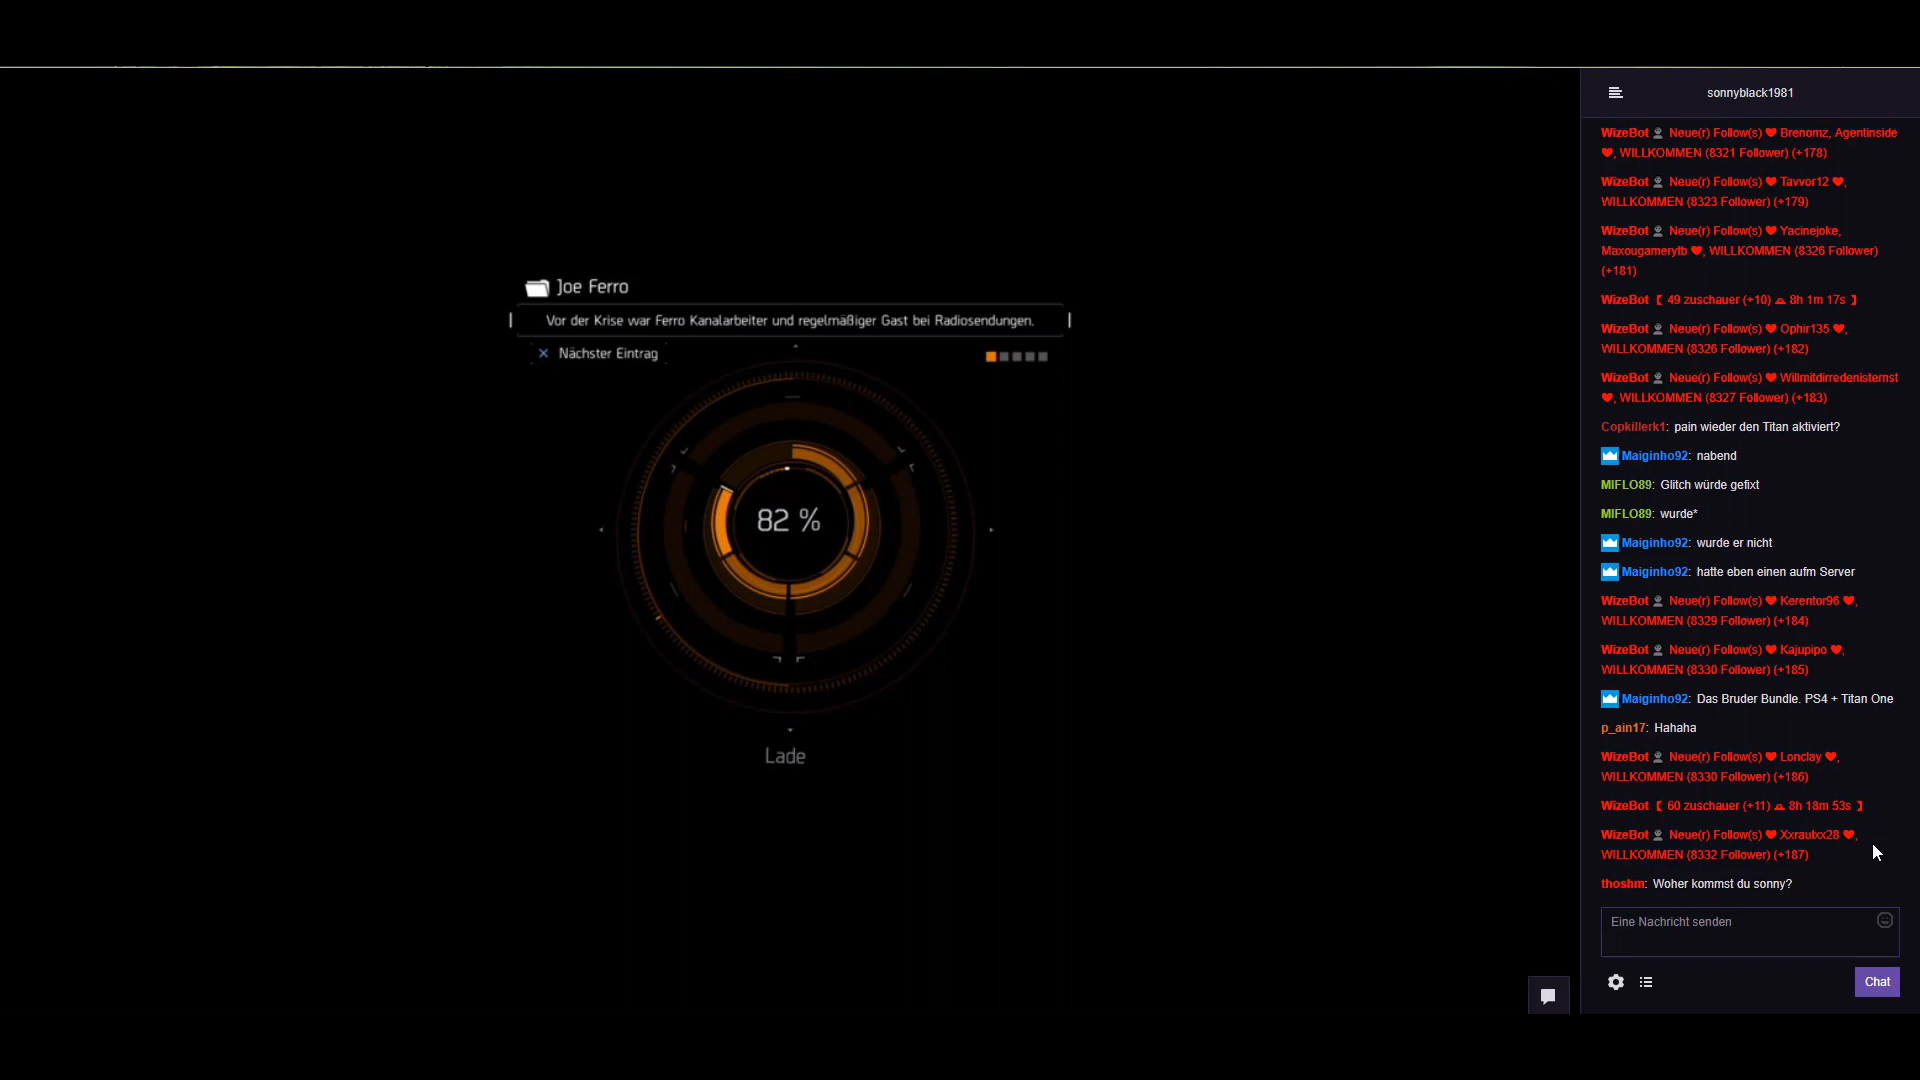 Joe Ferro
Vor der Krise war Ferro Kanalarbeiter und regelmäßiger Gast bei Radiosendungen.
Nächster Eintrag
82 %
Lade
sonnyblack1981
WizeBot Neue(r) Follow(s) ♥ Brenomz, Agentinside
♥, WILLKOMMEN (8321 Follower) (+178)
WizeBot Neue(r) Follow(s) ♥ Tavvor12 ♥,
WILLKOMMEN (8323 Follower) (+179)
WizeBot Neue(r) Follow(s) ♥ Yacinejoke,
Maxougamerytb ♥, WILLKOMMEN (8326 Follower)
(+181)
WizeBot 【 49 zuschauer (+10) 8h 1m 17s 】
WizeBot Neue(r) Follow(s) ♥ Ophir135 ♥,
WILLKOMMEN (8326 Follower) (+182)
WizeBot Neue(r) Follow(s) ♥ Willmitdirredenisternst
♥, WILLKOMMEN (8327 Follower) (+183)
Copkillerk1: pain wieder den Titan aktiviert?
Maiginho92: nabend
MIFLO89: Glitch würde gefixt
MIFLO89: wurde*
Maiginho92: wurde er nicht
Maiginho92: hatte eben einen aufm Server
WizeBot Neue(r) Follow(s) ♥ Kerentor96 ♥,
WILLKOMMEN (8329 Follower) (+184)
WizeBot Neue(r) Follow(s) ♥ Kajupipo ♥,
WILLKOMMEN (8330 Follower) (+185)
Maiginho92: Das Bruder Bundle. PS4 + Titan One
p_ain17: Hahaha
WizeBot Neue(r) Follow(s) ♥ Lonclay ♥,
WILLKOMMEN (8330 Follower) (+186)
WizeBot 【 60 zuschauer (+11) 8h 18m 53s 】
WizeBot Neue(r) Follow(s) ♥ Xxraulxx28 ♥,
WILLKOMMEN (8332 Follower) (+187)
thoshm: Woher kommst du sonny?
Eine Nachricht senden
Chat